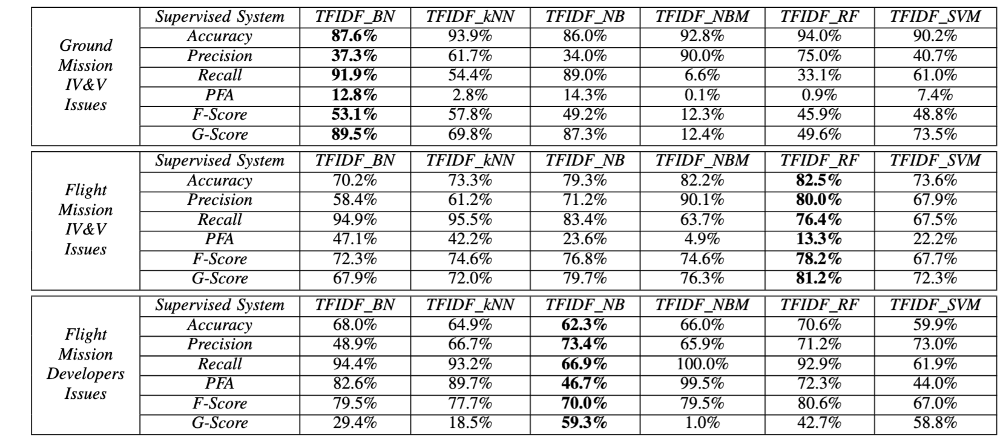 Supervised System TFIDF_BN TFIDF_kNN TFIDF_NB TFIDF_NBM TFIDF_RF TFIDF_SVM
Ground Mission IV&V Issues
Accuracy 87.6% 93.9% 86.0% 92.8% 94.0% 90.2%
Precision 37.3% 61.7% 34.0% 90.0% 75.0% 40.7%
Recall 91.9% 54.4% 89.0% 6.6% 33.1% 61.0%
PFA 12.8% 2.8% 14.3% 0.1% 0.9% 7.4%
F-Score 53.1% 57.8% 49.2% 12.3% 45.9% 48.8%
G-Score 89.5% 69.8% 87.3% 12.4% 49.6% 73.5%
Supervised System TFIDF_BN TFIDF_kNN TFIDF_NB TFIDF_NBM TFIDF_RF TFIDF_SVM
Flight Mission IV&V Issues
Accuracy 70.2% 73.3% 79.3% 82.2% 82.5% 73.6%
Precision 58.4% 61.2% 71.2% 90.1% 80.0% 67.9%
Recall 94.9% 95.5% 83.4% 63.7% 76.4% 67.5%
PFA 47.1% 42.2% 23.6% 4.9% 13.3% 22.2%
F-Score 72.3% 74.6% 76.8% 74.6% 78.2% 67.7%
G-Score 67.9% 72.0% 79.7% 76.3% 81.2% 72.3%
Supervised System TFIDF_BN TFIDF_kNN TFIDF_NB TFIDF_NBM TFIDF_RF TFIDF_SVM
Flight Mission Developers Issues
Accuracy 68.0% 64.9% 62.3% 66.0% 70.6% 59.9%
Precision 48.9% 66.7% 73.4% 65.9% 71.2% 73.0%
Recall 94.4% 93.2% 66.9% 100.0% 92.9% 61.9%
PFA 82.6% 89.7% 46.7% 99.5% 72.3% 44.0%
F-Score 79.5% 77.7% 70.0% 79.5% 80.6% 67.0%
G-Score 29.4% 18.5% 59.3% 1.0% 42.7% 58.8%